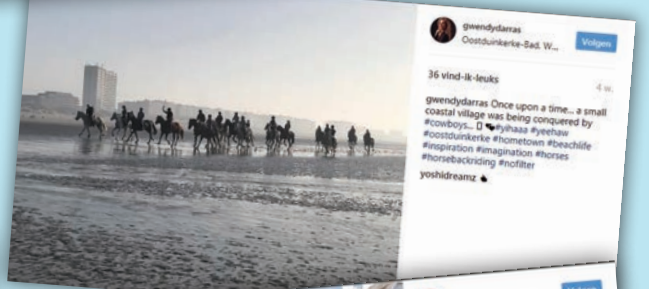 gwendydarras
Oostduinkerke-Bad. W...
Volgen
36 vind-ik-leuks
4 w.
gwendydarras Once upon a time... a small
coastal village was being conquered by
#cowboys... #yihaaa #yeehaw
#oostduinkerke #hometown #beachlife
#inspiration #imagination #horses
#horsebackriding #nofilter
yoshidreamz